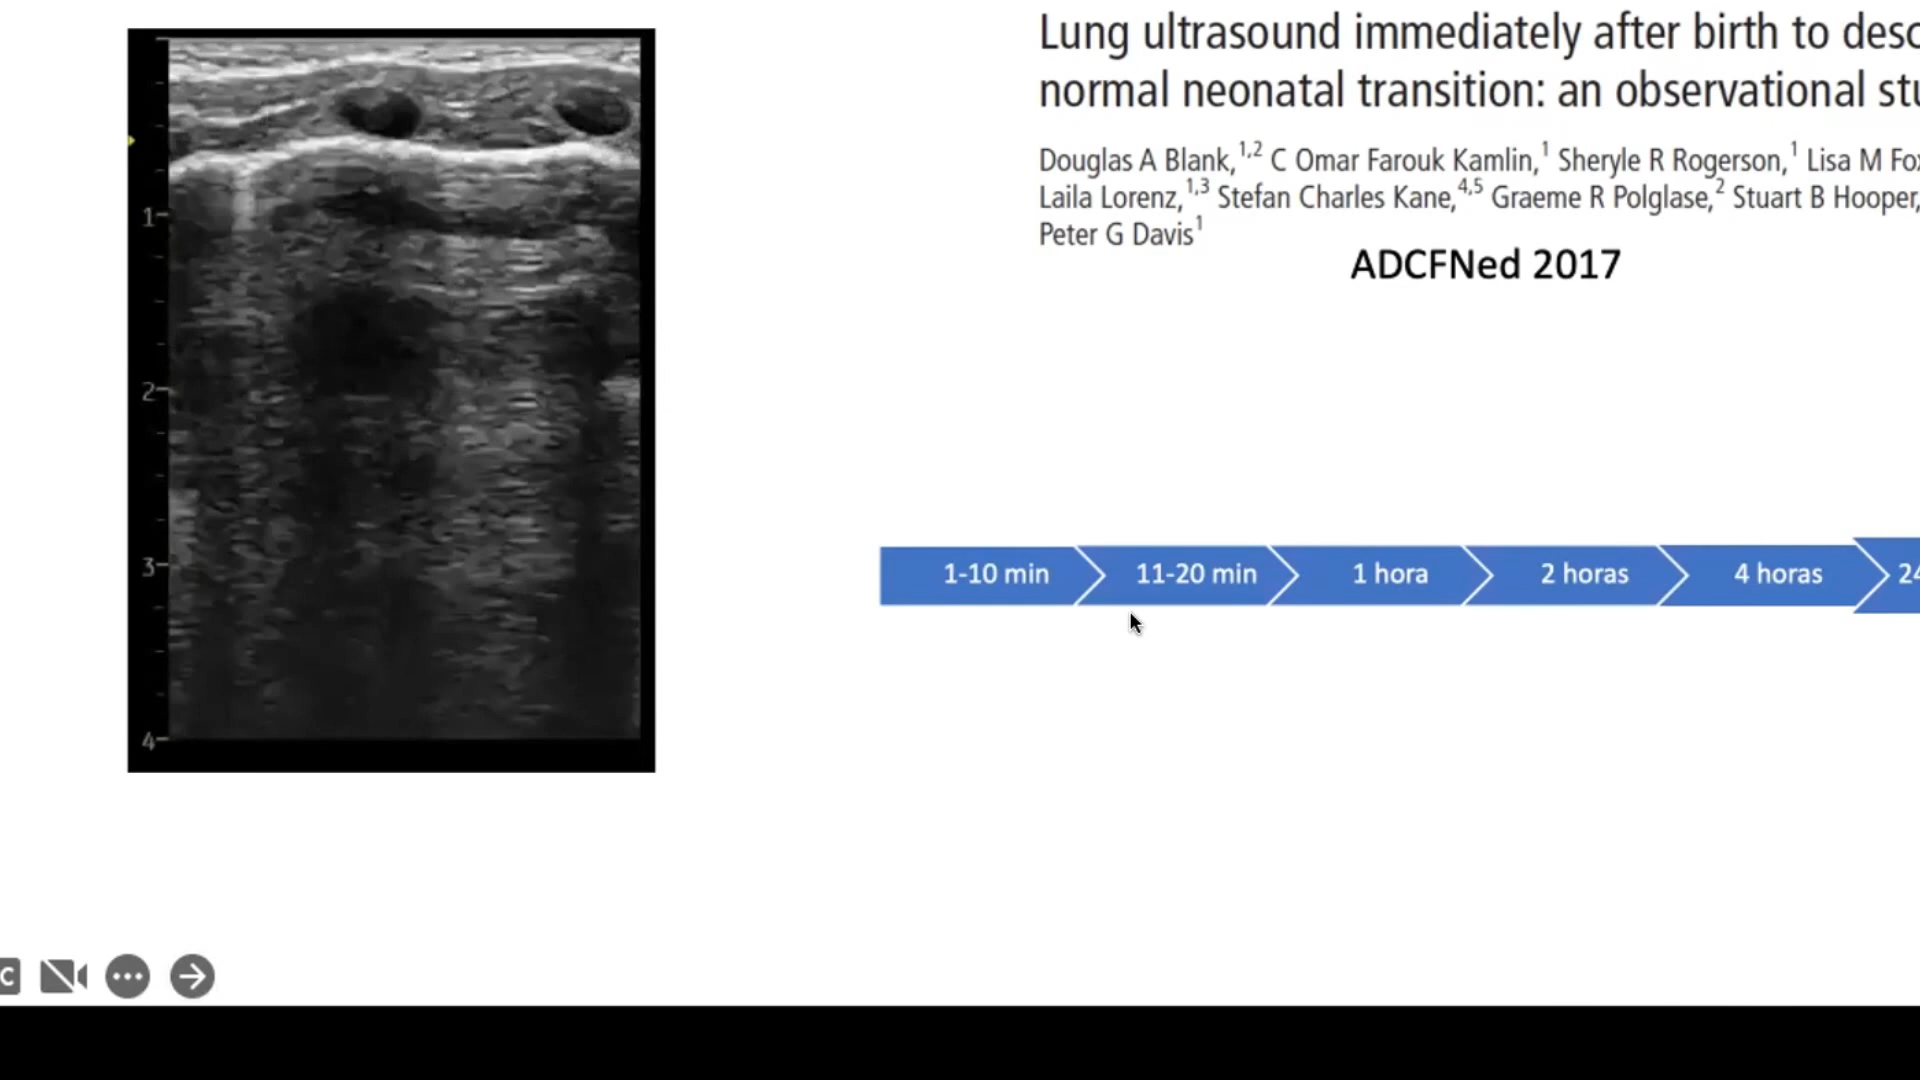 Lung ultrasound immediately after birth to desc
normal neonatal transition: an observational stu
Douglas A Blank,1,2 C Omar Farouk Kamlin,1 Sheryle R Rogerson,1 Lisa M Fox
Laila Lorenz,1,3 Stefan Charles Kane,4,5 Graeme R Polglase,2 Stuart B Hooper,
Peter G Davis1
ADCFNed 2017
1
2
3
4
1-10 min
11-20 min
1 hora
2 horas
4 horas
24
C